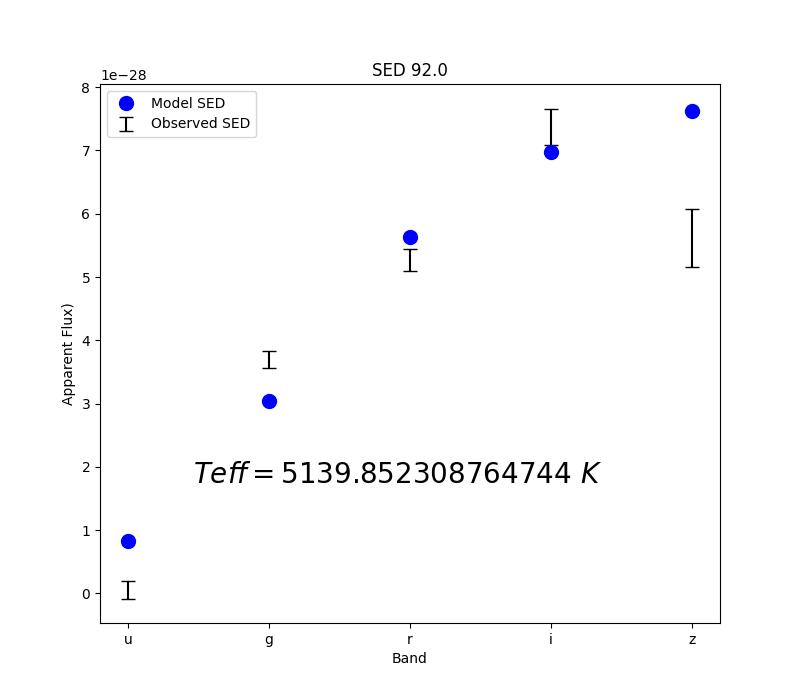 SED 92.0
1e−28
Model SED
Observed SED
8
7
6
5
4
3
2
1
0
Apparent Flux)
Teff = 5139.852308764744 K
u g r i z
Band